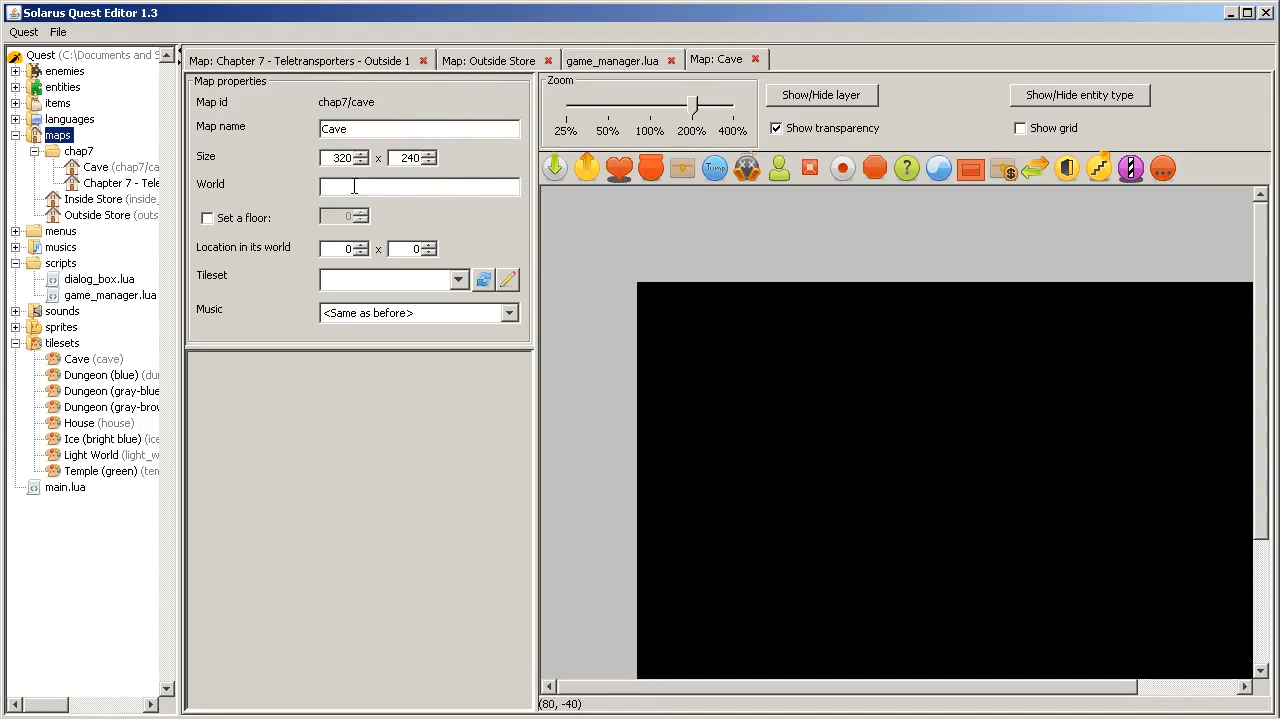 Solarus Quest Editor 1.3
Quest File
Quest (C:\Documents and S
enemies
entities
items
languages
maps
chap7
Cave (chap7/ca
Chapter 7 - Tele
Inside Store (inside_
Outside Store (outs
menus
musics
scripts
dialog_box.lua
game_manager.lua
sounds
sprites
tilesets
Cave (cave)
Dungeon (blue) (du
Dungeon (gray-blue
Dungeon (gray-brov
House (house)
Ice (bright blue) (ice
Light World (light_w
Temple (green) (tem
main.lua
Map: Chapter 7 - Teletransporters - Outside 1 Map: Outside Store game_manager.lua Map: Cave
Map properties
Map id chap7/cave
Map name Cave
Size 320 x 240
World
Set a floor: 0
Location in its world 0 x 0
Tileset
Music <Same as before>
Zoom
25% 50% 100% 200% 400
Show/Hide layer
Show transparency
Show/Hide entity type
Show grid
Jump
?
$
(80, -40)